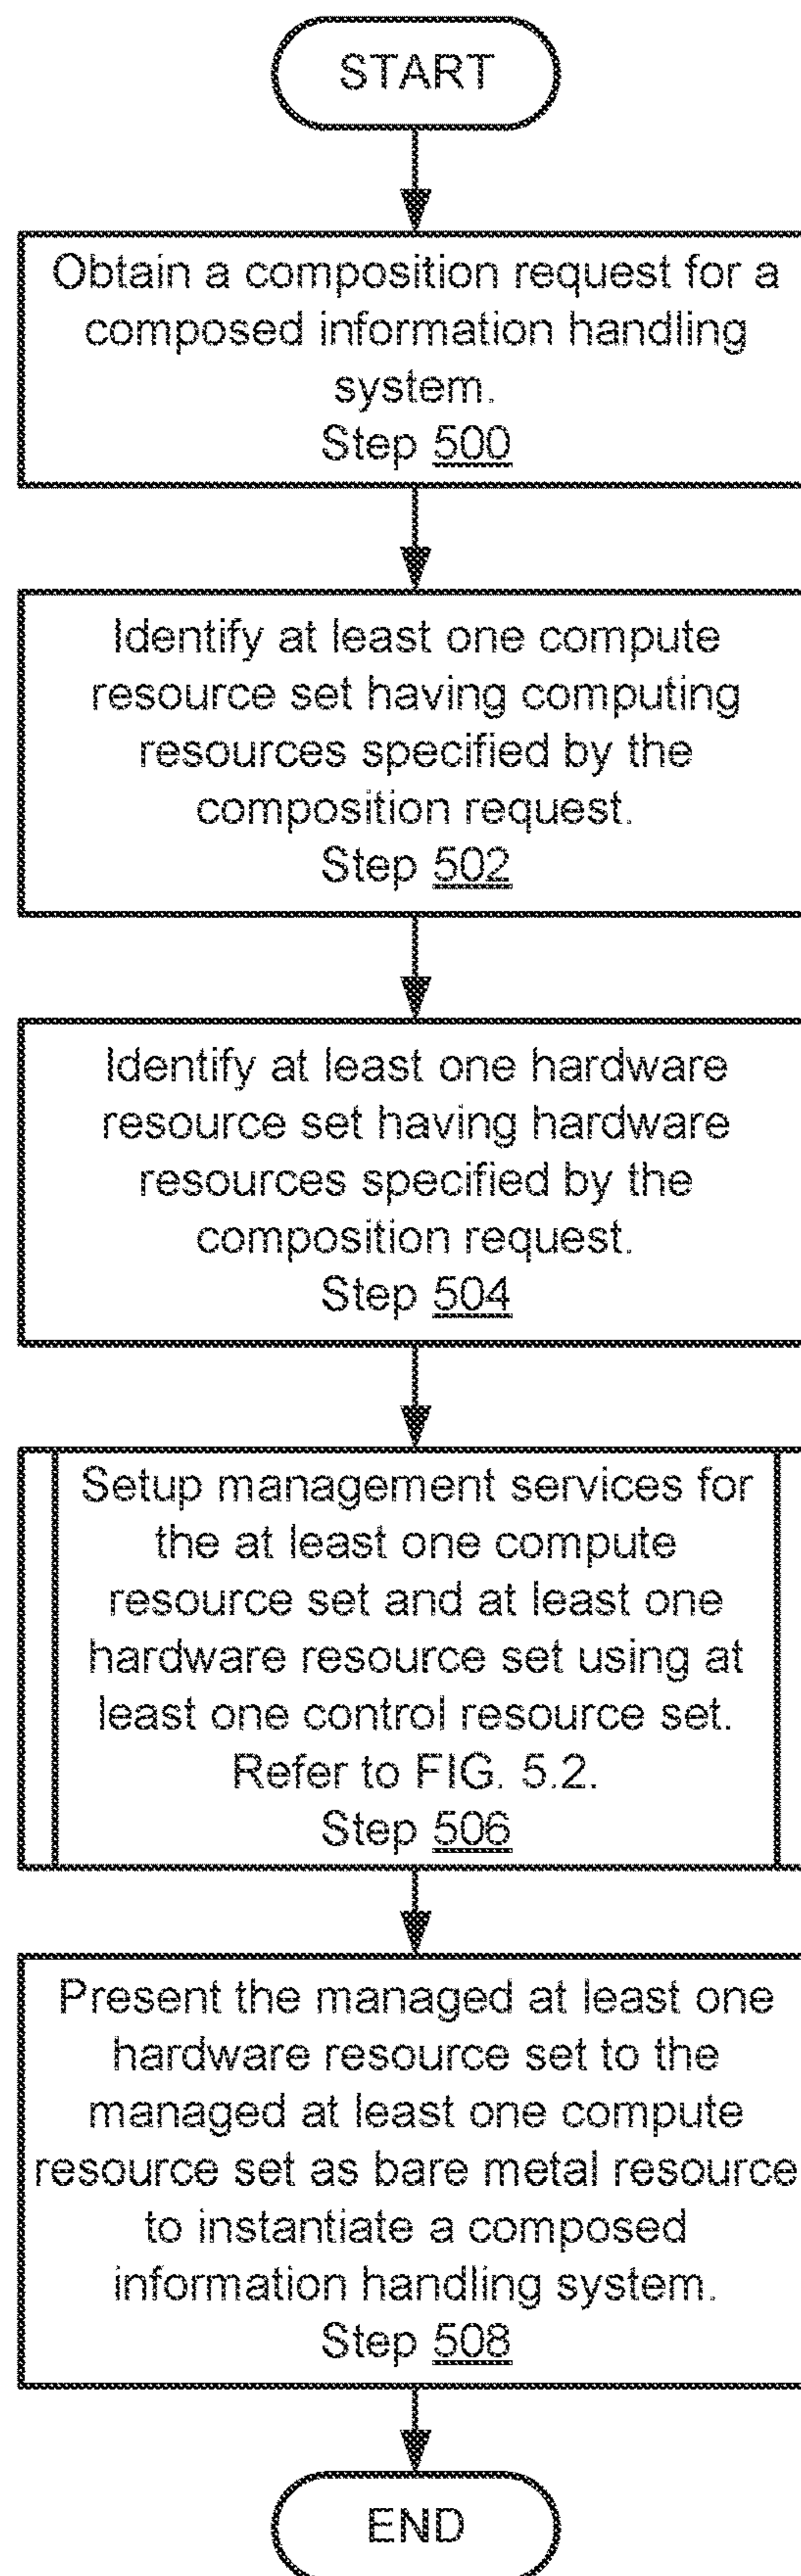 START
Obtain a composition request for a
composed information handling
system.
Step 500
Identify at least one compute
resource set having computing
resources specified by the
composition request.
Step 502
Identify at least one hardware
resource set having hardware
resources specified by the
composition request.
Step 504
Setup management services for
the at least one compute
resource set and at least one
hardware resource set using at
least one control resource set.
Refer to FIG. 5.2.
Step 506
Present the managed at least one
hardware resource set to the
managed at least one compute
resource set as bare metal resource
to instantiate a composed
information handling system.
Step 508
END